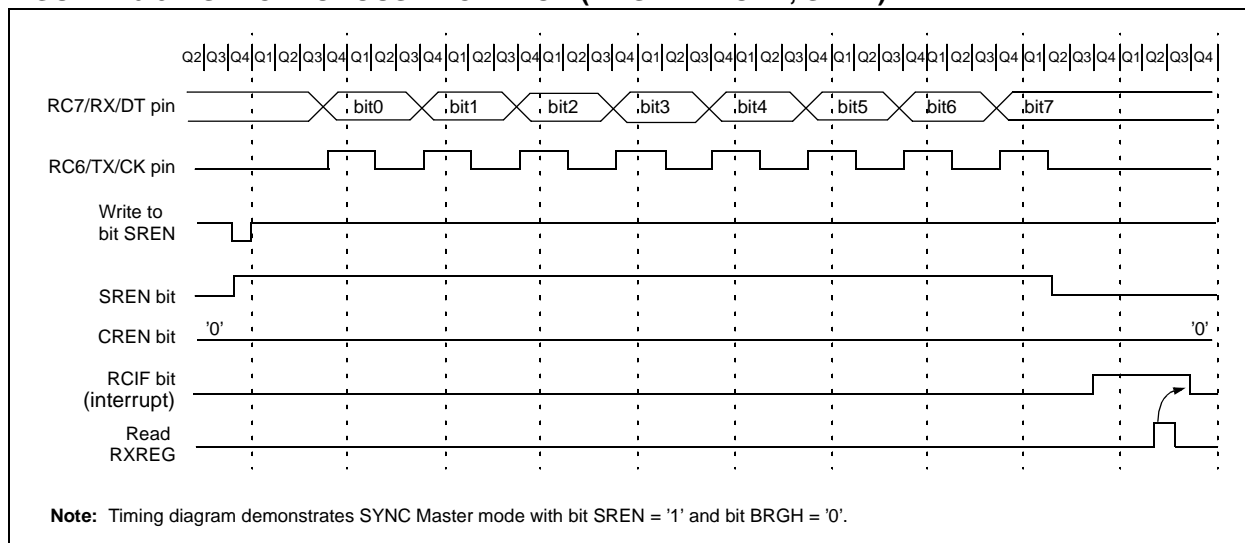 Q2 Q3 Q4 Q1 Q2 Q3 Q4 Q1 Q2 Q3 Q4 Q1 Q2 Q3 Q4 Q1 Q2 Q3 Q4 Q1 Q2 Q3 Q4 Q1 Q2 Q3 Q4 Q1 Q2 Q3 Q4 Q1 Q2 Q3 Q4 Q1 Q2 Q3 Q4 Q1 Q2 Q3 Q4
RC7/RX/DT pin bit0 bit1 bit2 bit3 bit4 bit5 bit6 bit7
RC6/TX/CK pin
Write to
bit SREN
SREN bit
CREN bit '0' '0'
RCIF bit
(interrupt)
Read
RXREG
Note: Timing diagram demonstrates SYNC Master mode with bit SREN = '1' and bit BRGH = '0'.